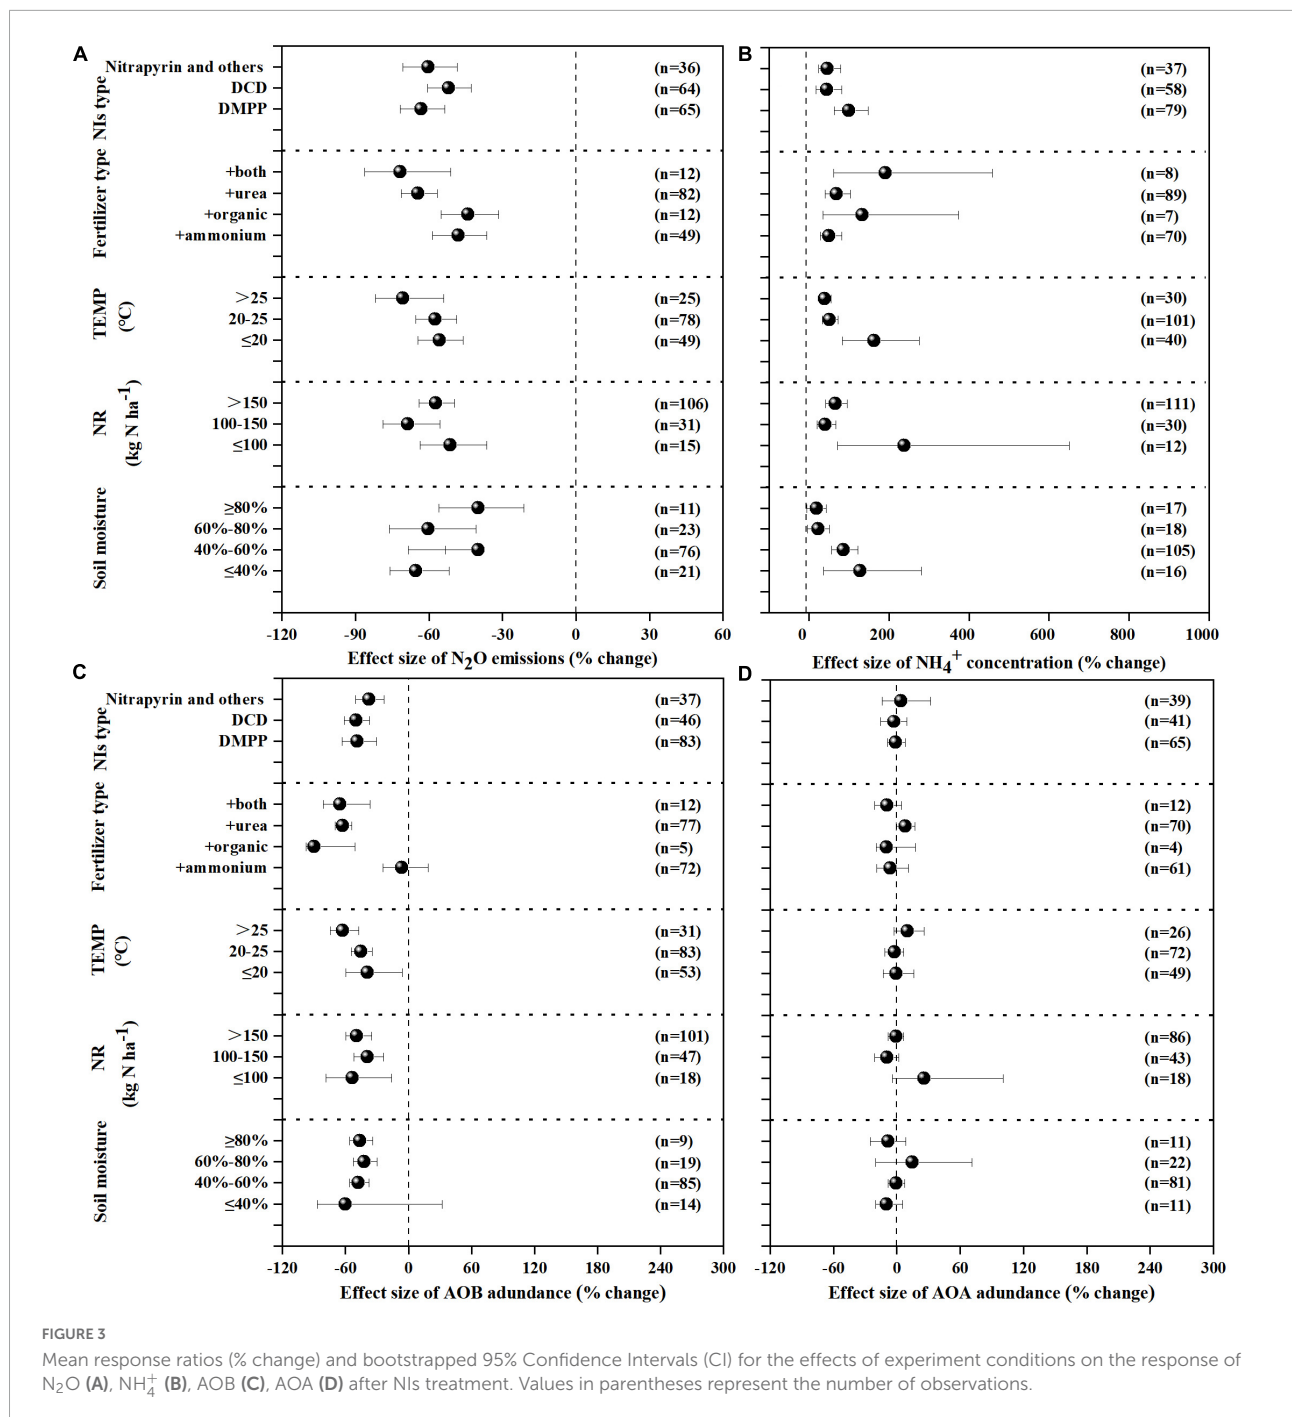 A
NIs type
Nitrapyrin and others (n=36)
DCD (n=64)
DMPP (n=65)
Fertilizer type
+both (n=12)
+urea (n=82)
+organic (n=12)
+ammonium (n=49)
TEMP
(°C)
>25 (n=25)
20-25 (n=78)
≤20 (n=49)
NR
(kg N ha⁻¹)
>150 (n=106)
100-150 (n=31)
≤100 (n=15)
Soil moisture
≥80% (n=11)
60%-80% (n=23)
40%-60% (n=76)
≤40% (n=21)
-120 -90 -60 -30 0 30 60
Effect size of N₂O emissions (% change)
B
(n=37)
(n=58)
(n=79)
(n=8)
(n=89)
(n=7)
(n=70)
(n=30)
(n=101)
(n=40)
(n=111)
(n=30)
(n=12)
(n=17)
(n=18)
(n=105)
(n=16)
0 200 400 600 800 1000
Effect size of NH₄⁺ concentration (% change)
C
NIs type
Nitrapyrin and others (n=37)
DCD (n=46)
DMPP (n=83)
Fertilizer type
+both (n=12)
+urea (n=77)
+organic (n=5)
+ammonium (n=72)
TEMP
(°C)
>25 (n=31)
20-25 (n=83)
≤20 (n=53)
NR
(kg N ha⁻¹)
>150 (n=101)
100-150 (n=47)
≤100 (n=18)
Soil moisture
≥80% (n=9)
60%-80% (n=19)
40%-60% (n=85)
≤40% (n=14)
-120 -60 0 60 120 180 240 300
Effect size of AOB adundance (% change)
D
(n=39)
(n=41)
(n=65)
(n=12)
(n=70)
(n=4)
(n=61)
(n=26)
(n=72)
(n=49)
(n=86)
(n=43)
(n=18)
(n=11)
(n=22)
(n=81)
(n=11)
-120 -60 0 60 120 180 240 300
Effect size of AOA adundance (% change)
FIGURE 3
Mean response ratios (% change) and bootstrapped 95% Confidence Intervals (CI) for the effects of experiment conditions on the response of
N₂O (A), NH₄⁺ (B), AOB (C), AOA (D) after NIs treatment. Values in parentheses represent the number of observations.